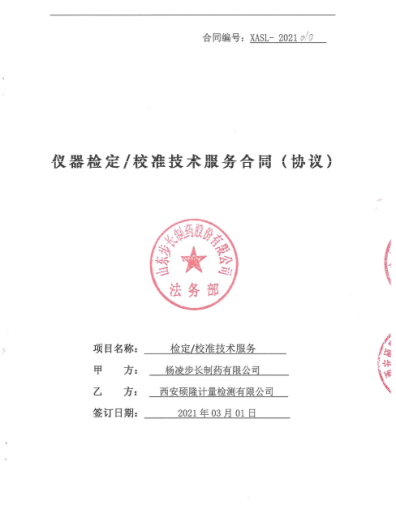 合同编号：XASL- 2021010
仪器检定/校准技术服务合同（协议）
山东步长制药股份有限公司
法务部
项目名称： 检定/校准技术服务
甲 方： 杨凌步长制药有限公司
乙 方： 西安硕隆计量检测有限公司
签订日期： 2021 年 03 月 01 日